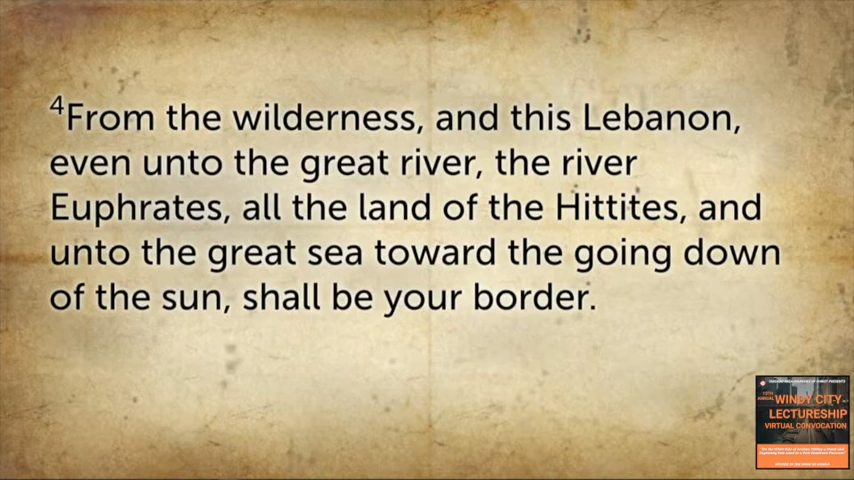 ⁴From the wilderness, and this Lebanon,
even unto the great river, the river
Euphrates, all the land of the Hittites, and
unto the great sea toward the going down
of the sun, shall be your border.
ANNUAL
WINDY CITY
LECTURESHIP
VIRTUAL CONVOCATION